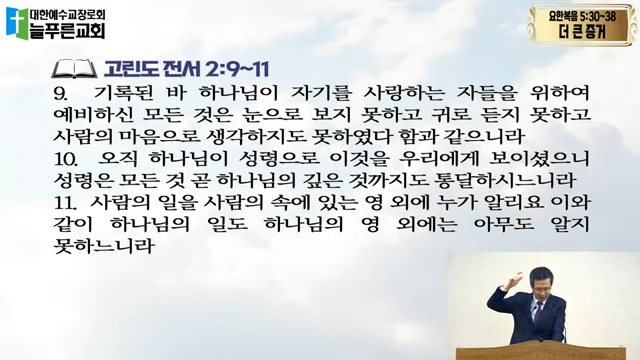 대한예수교장로회
늘푸른교회
요한복음 5:30~38
더 큰 증거
고린도 전서 2:9~11
9. 기록된 바 하나님이 자기를 사랑하는 자들을 위하여
예비하신 모든 것은 눈으로 보지 못하고 귀로 듣지 못하고
사람의 마음으로 생각하지도 못하였다 함과 같으니라
10. 오직 하나님이 성령으로 이것을 우리에게 보이셨으니
성령은 모든 것 곧 하나님의 깊은 것까지도 통달하시느니라
11. 사람의 일을 사람의 속에 있는 영 외에 누가 알리요 이와
같이 하나님의 일도 하나님의 영 외에는 아무도 알지
못하느니라